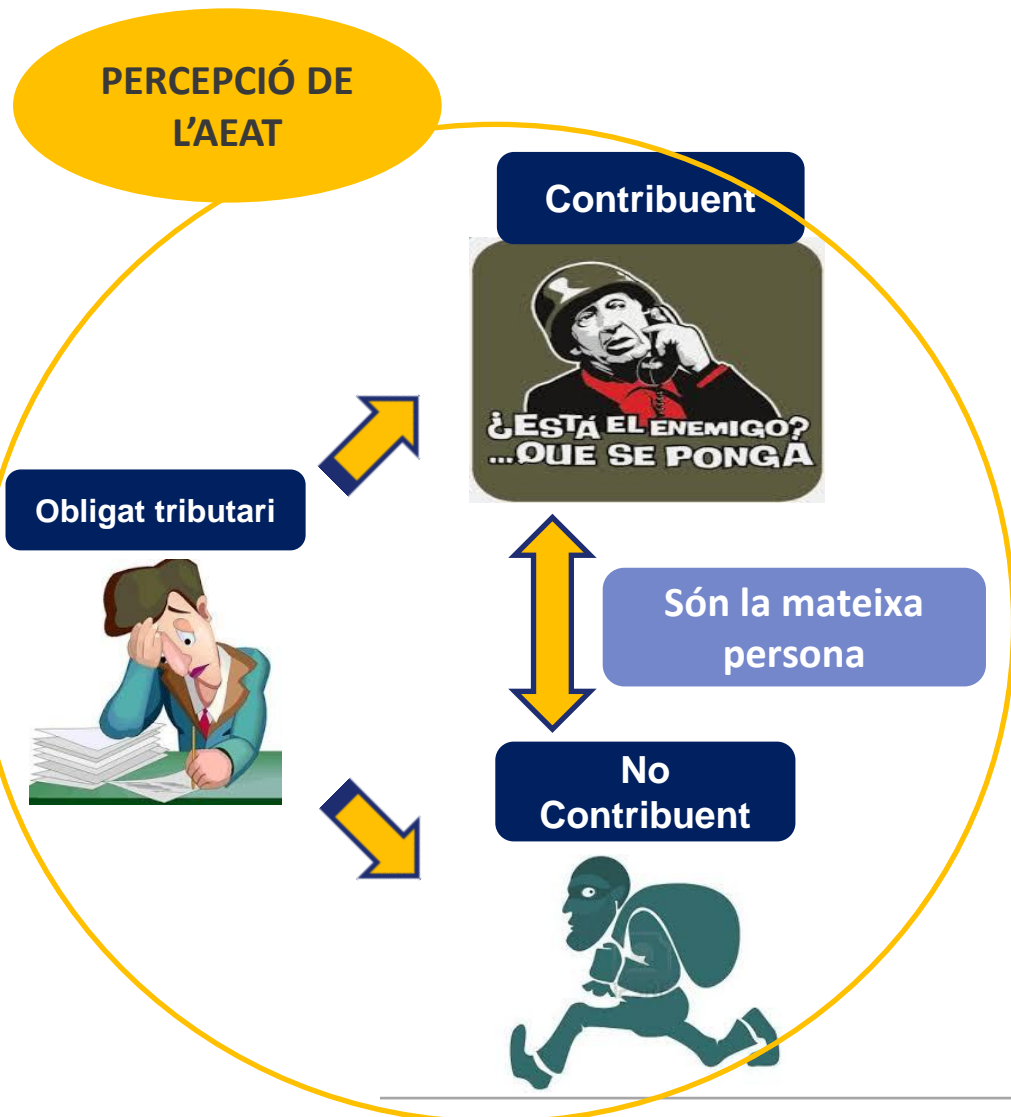 PERCEPCIÓ DE
L’AEAT
Contribuent
¿ESTÁ EL ENEMIGO?
...QUE SE PONGA
Obligat tributari
Són la mateixa
persona
No
Contribuent